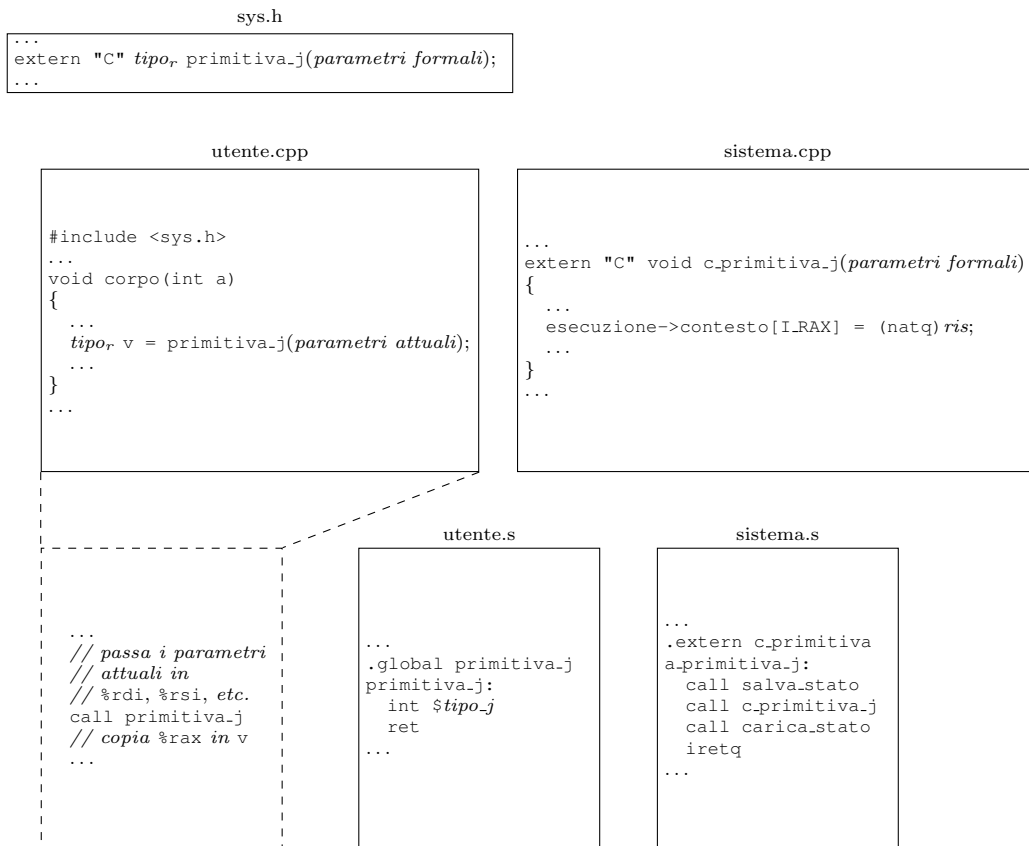 sys.h
...
extern "C" tipo_r primitiva_j(parametri formali);
...
utente.cpp
#include <sys.h>
...
void corpo(int a)
{
...
tipo_r v = primitiva_j(parametri attuali);
...
}
...
sistema.cpp
...
extern "C" void c_primitiva_j(parametri formali)
{
...
esecuzione->contesto[I_RAX] = (natq) ris;
...
}
...
...
// passa i parametri
// attuali in
// %rdi, %rsi, etc.
call primitiva_j
// copia %rax in v
...
utente.s
...
.global primitiva_j
primitiva_j:
int $tipo_j
ret
...
sistema.s
...
.extern c_primitiva
a_primitiva_j:
call salva_stato
call c_primitiva_j
call carica_stato
iretq
...